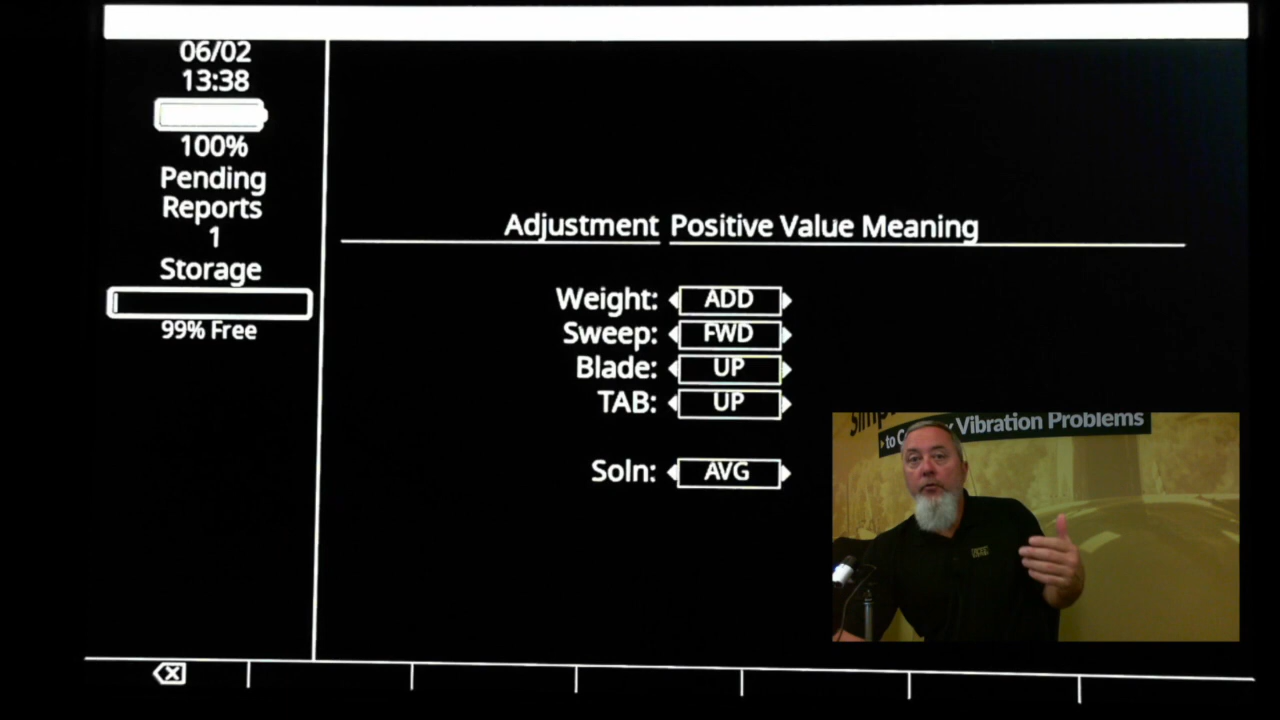 06/02
13:38
100%
Pending
Reports
1
Storage
99% Free
Adjustment Positive Value Meaning
Weight: ADD
Sweep: FWD
Blade: UP
TAB: UP
Soln: AVG
Vibration Problems